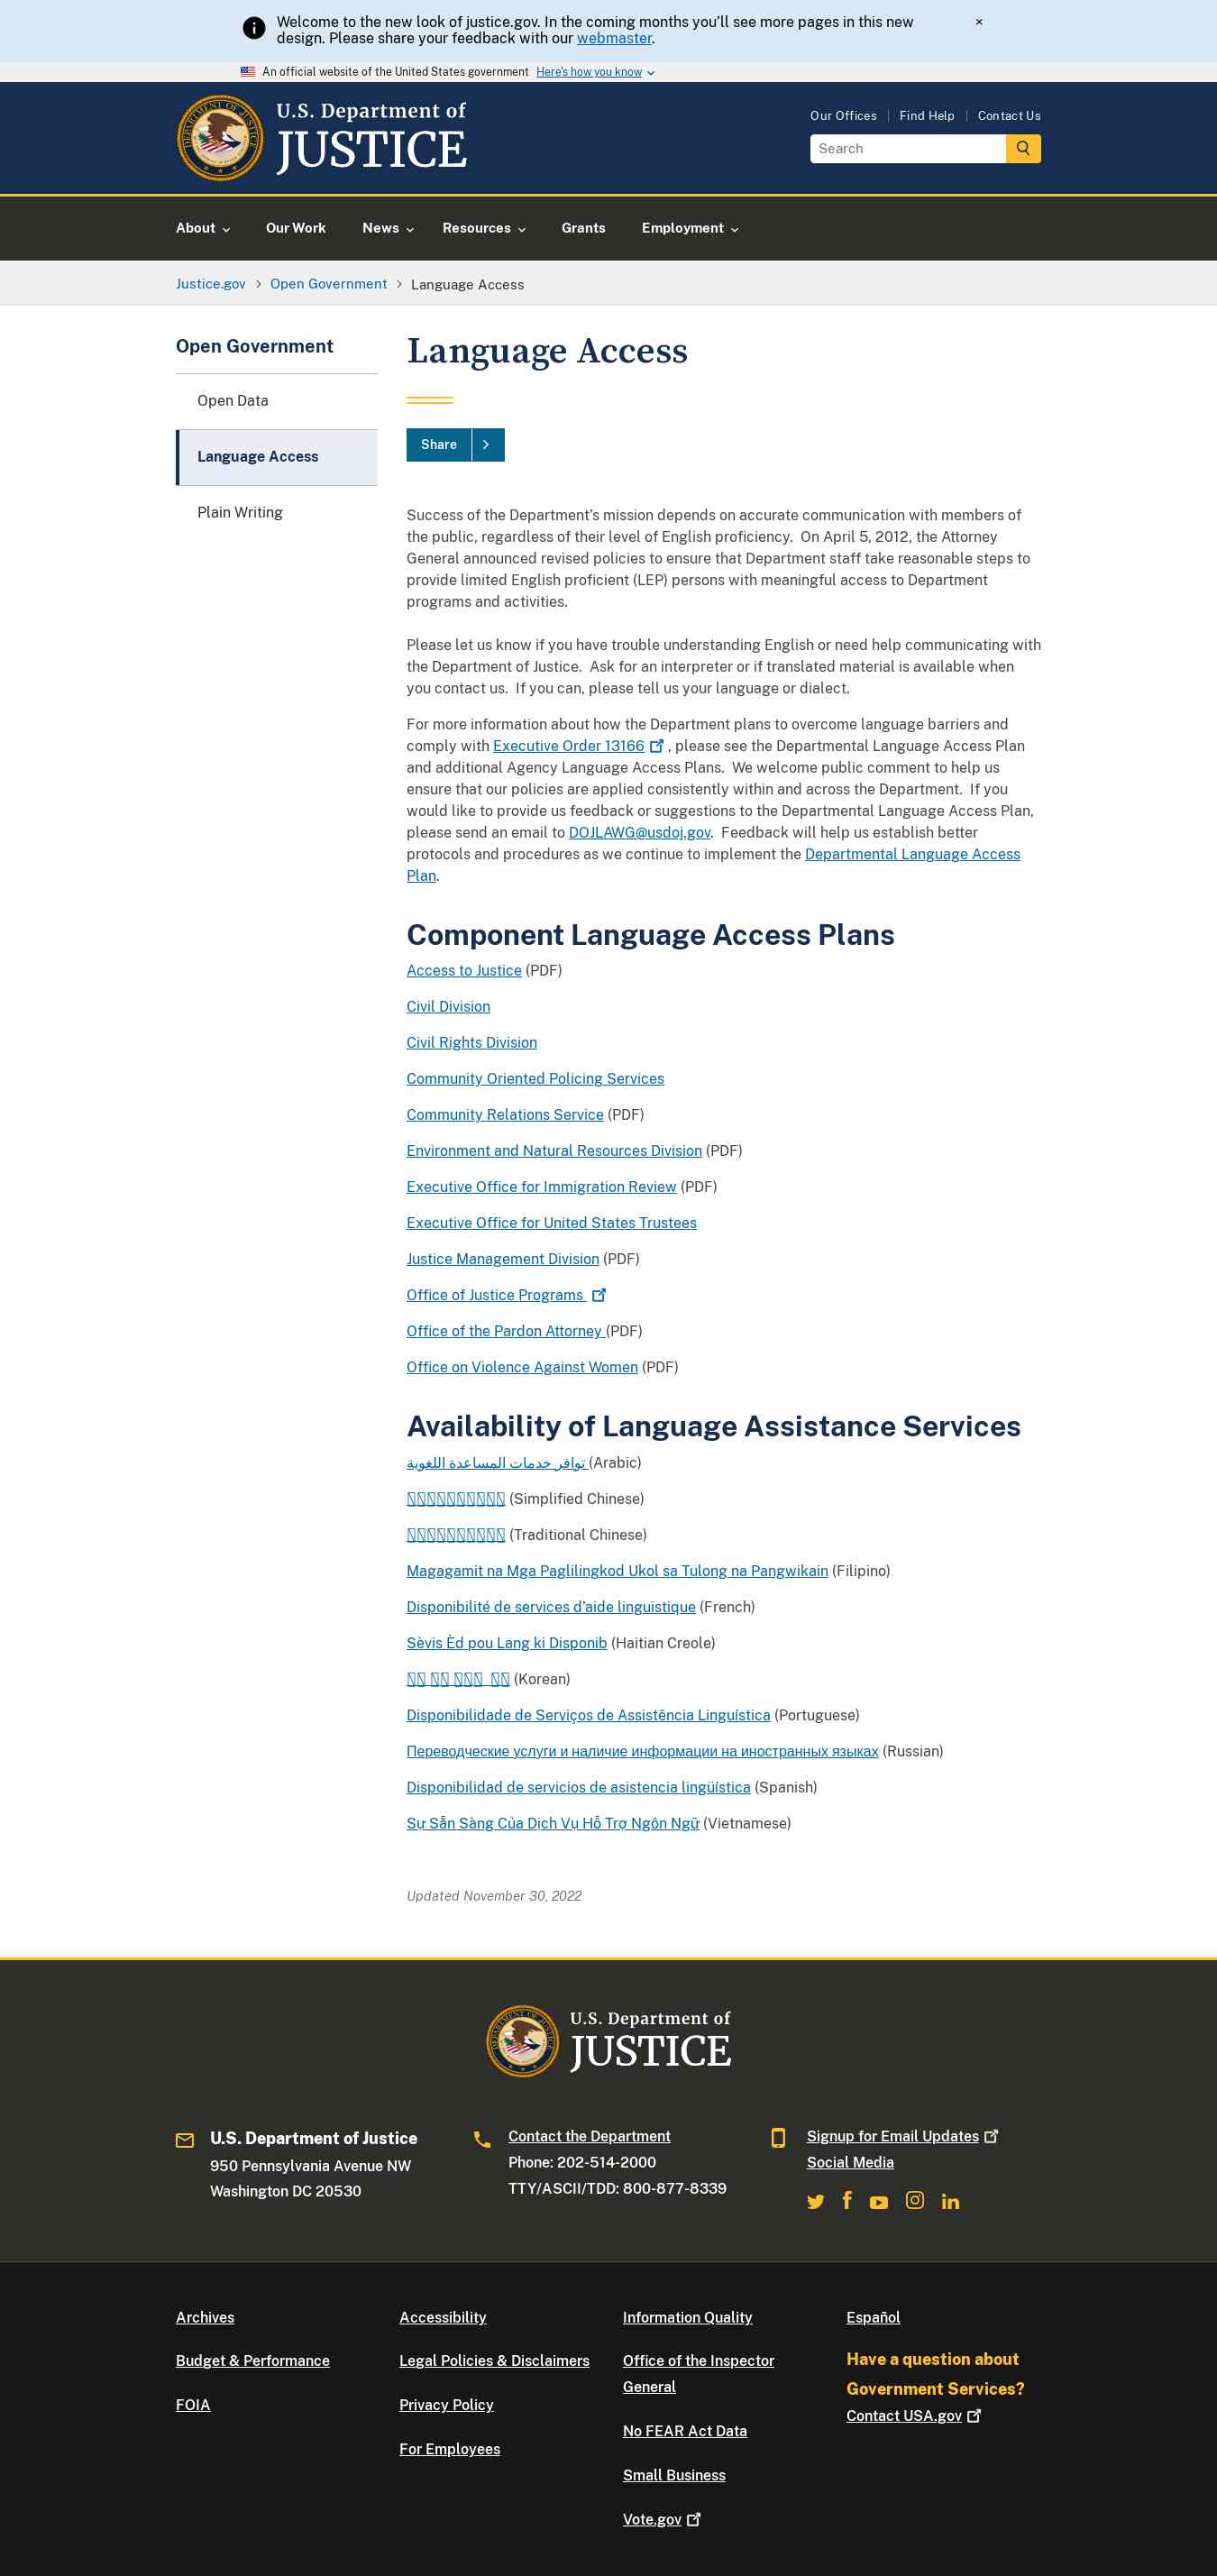 Welcome to the new look of justice.gov. In the coming months you’ll see more pages in this new
design. Please share your feedback with our webmaster.
×
An official website of the United States government Here's how you know
U.S. Department of
JUSTICE
Our Offices
Find Help
Contact Us
Search
About
Our Work
News
Resources
Grants
Employment
Justice.gov
Open Government
Language Access
Open Government
Open Data
Language Access
Plain Writing
Language Access
Share
Success of the Department’s mission depends on accurate communication with members of
the public, regardless of their level of English proficiency. On April 5, 2012, the Attorney
General announced revised policies to ensure that Department staff take reasonable steps to
provide limited English proficient (LEP) persons with meaningful access to Department
programs and activities.
Please let us know if you have trouble understanding English or need help communicating with
the Department of Justice. Ask for an interpreter or if translated material is available when
you contact us. If you can, please tell us your language or dialect.
For more information about how the Department plans to overcome language barriers and
comply with Executive Order 13166 , please see the Departmental Language Access Plan
and additional Agency Language Access Plans. We welcome public comment to help us
ensure that our policies are applied consistently within and across the Department. If you
would like to provide us feedback or suggestions to the Departmental Language Access Plan,
please send an email to DOJLAWG@usdoj.gov. Feedback will help us establish better
protocols and procedures as we continue to implement the Departmental Language Access
Plan.
Component Language Access Plans
Access to Justice (PDF)
Civil Division
Civil Rights Division
Community Oriented Policing Services
Community Relations Service (PDF)
Environment and Natural Resources Division (PDF)
Executive Office for Immigration Review (PDF)
Executive Office for United States Trustees
Justice Management Division (PDF)
Office of Justice Programs
Office of the Pardon Attorney (PDF)
Office on Violence Against Women (PDF)
Availability of Language Assistance Services
توافر خدمات المساعدة اللغوية (Arabic)
(Simplified Chinese)
(Traditional Chinese)
Magagamit na Mga Paglilingkod Ukol sa Tulong na Pangwikain (Filipino)
Disponibilité de services d’aide linguistique (French)
Sèvis Èd pou Lang ki Disponib (Haitian Creole)
(Korean)
Disponibilidade de Serviços de Assistência Linguística (Portuguese)
Переводческие услуги и наличие информации на иностранных языках (Russian)
Disponibilidad de servicios de asistencia lingüística (Spanish)
Sự Sẵn Sàng Của Dịch Vụ Hỗ Trợ Ngôn Ngữ (Vietnamese)
Updated November 30, 2022
U.S. Department of
JUSTICE
U.S. Department of Justice
950 Pennsylvania Avenue NW
Washington DC 20530
Contact the Department
Phone: 202-514-2000
TTY/ASCII/TDD: 800-877-8339
Signup for Email Updates
Social Media
Archives
Budget & Performance
FOIA
Accessibility
Legal Policies & Disclaimers
Privacy Policy
For Employees
Information Quality
Office of the Inspector
General
No FEAR Act Data
Small Business
Vote.gov
Español
Have a question about
Government Services?
Contact USA.gov